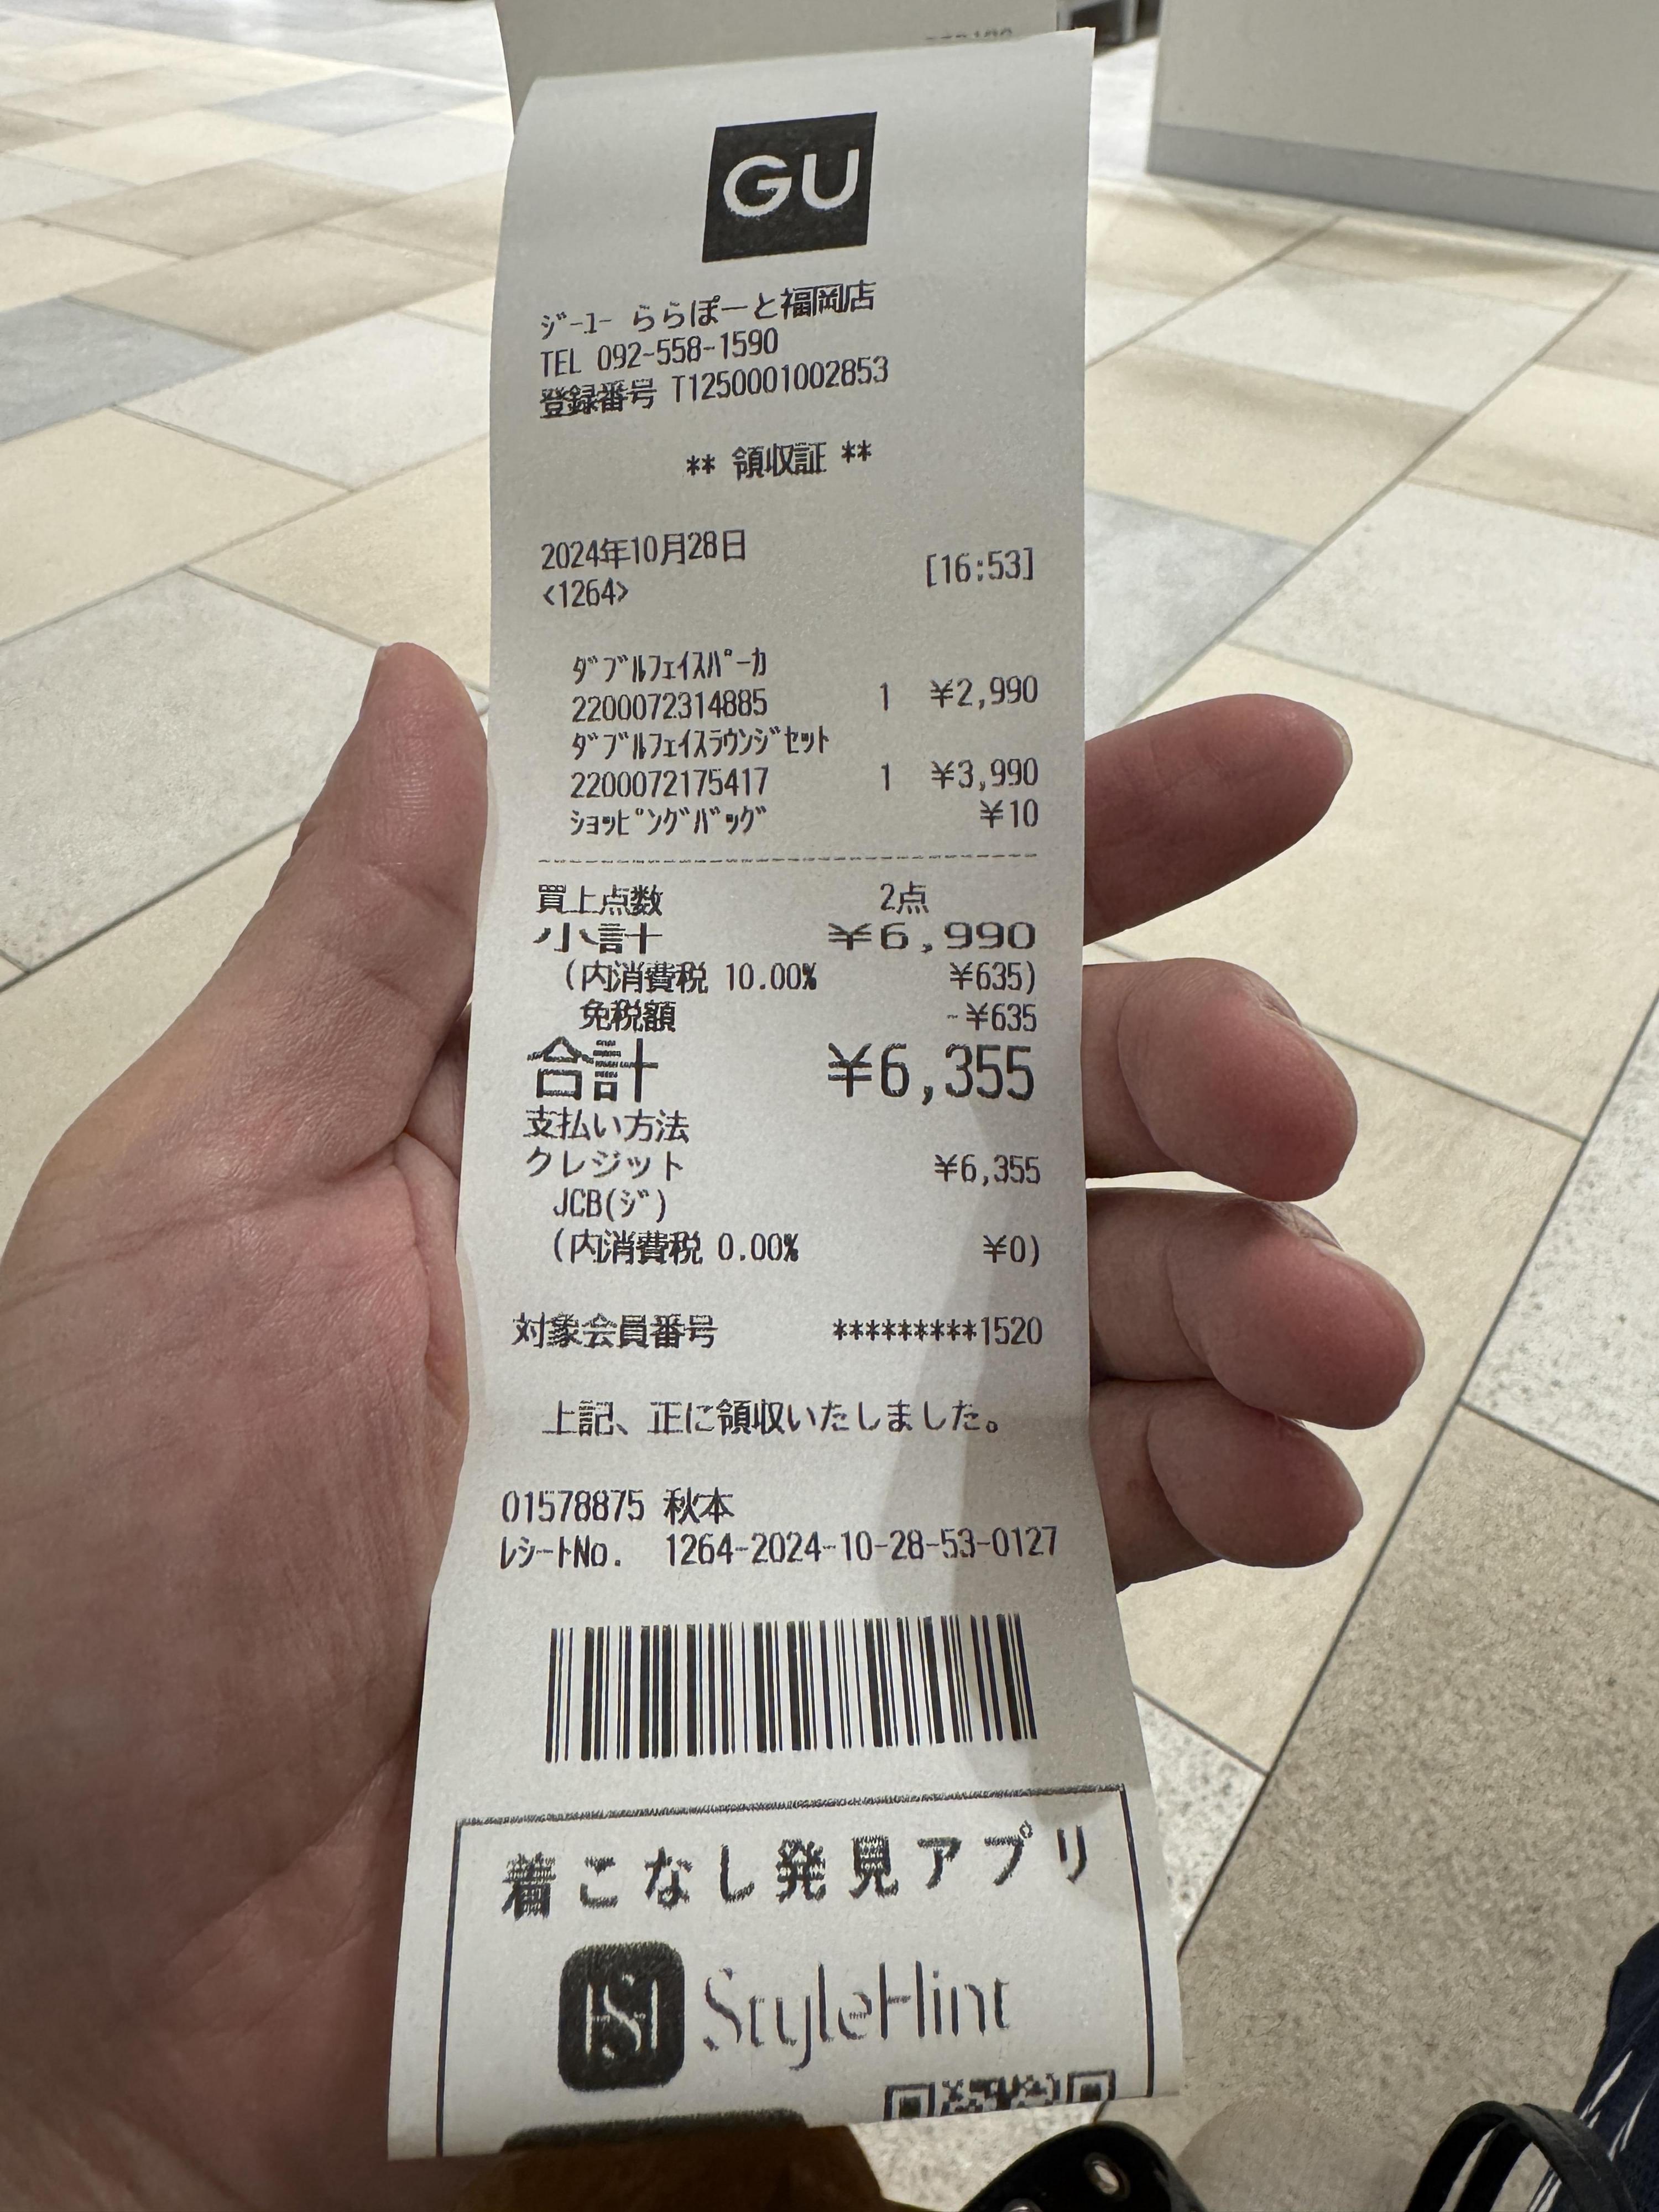 GU
ジーユー ららぽーと福岡店
TEL 092-558-1590
登録番号 T1250001002853
** 領収証 **
2024年10月28日 [16:53]
<1264>
ダブルフェイスパーカ
2200072314885 1 ¥2,990
ダブルフェイスラウンジセット
2200072175417 1 ¥3,990
ショッピングバッグ ¥10
買上点数 2点
小計 ¥6,990
(内消費税 10.00% ¥635)
免税額 -¥635
合計 ¥6,355
支払い方法
クレジット ¥6,355
JCB(ジ)
(内消費税 0.00% ¥0)
対象会員番号 *********1520
上記、正に領収いたしました。
01578875 秋本
レシートNo. 1264-2024-10-28-53-0127
着こなし発見アプリ
StyleHint